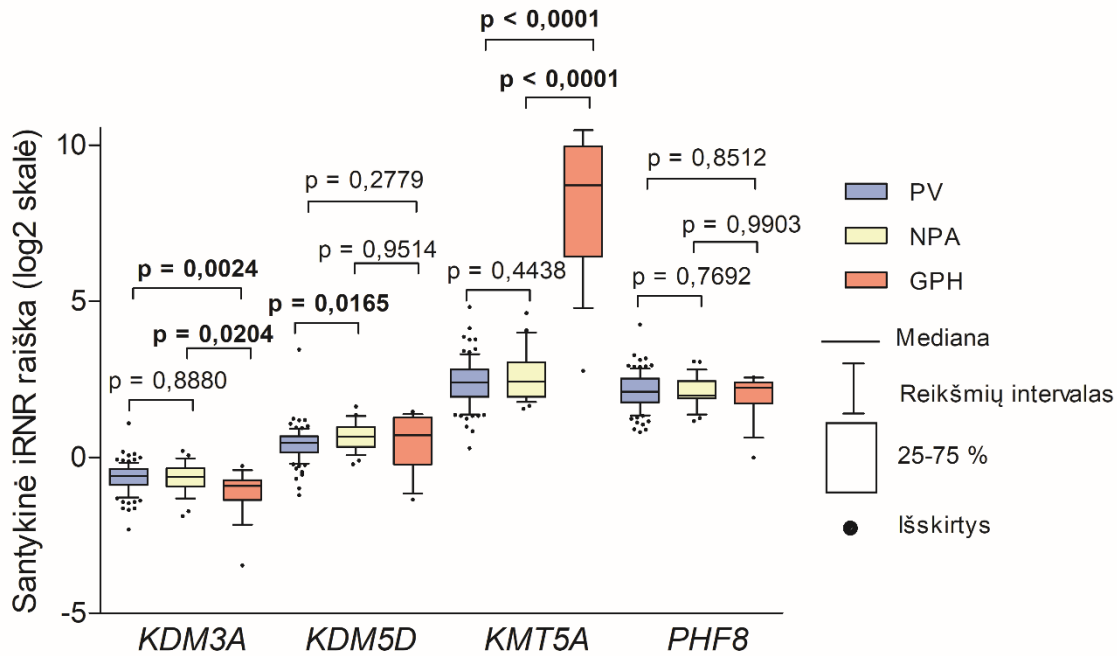 p < 0,0001
p < 0,0001
Santykinė iRNR raiška (log2 skalė)
10
5
0
-5
p = 0,0024
p = 0,0204
p = 0,8880
p = 0,2779
p = 0,9514
p = 0,0165
p = 0,4438
p = 0,8512
p = 0,9903
p = 0,7692
KDM3A
KDM5D
KMT5A
PHF8
PV
NPA
GPH
Mediana
Reikšmių intervalas
25-75 %
Išskirtys